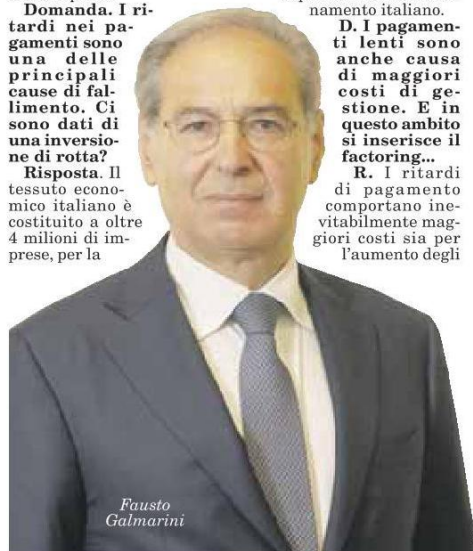 Domanda. I ri-
tardi nei pa-
gamenti sono
una delle
principali
cause di fal-
limento. Ci
sono dati di
una inversio-
ne di rotta?
Risposta. Il
tessuto econo-
mico italiano è
costituito a oltre
4 milioni di im-
prese, per la
namento italiano.
D. I pagamen-
ti lenti sono
anche causa
di maggiori
costi di ge-
stione. E in
questo ambito
si inserisce il
factoring...
R. I ritardi
di pagamento
comportano ine-
vitabilmente mag-
giori costi sia per
l'aumento degli
Fausto
Galmarini